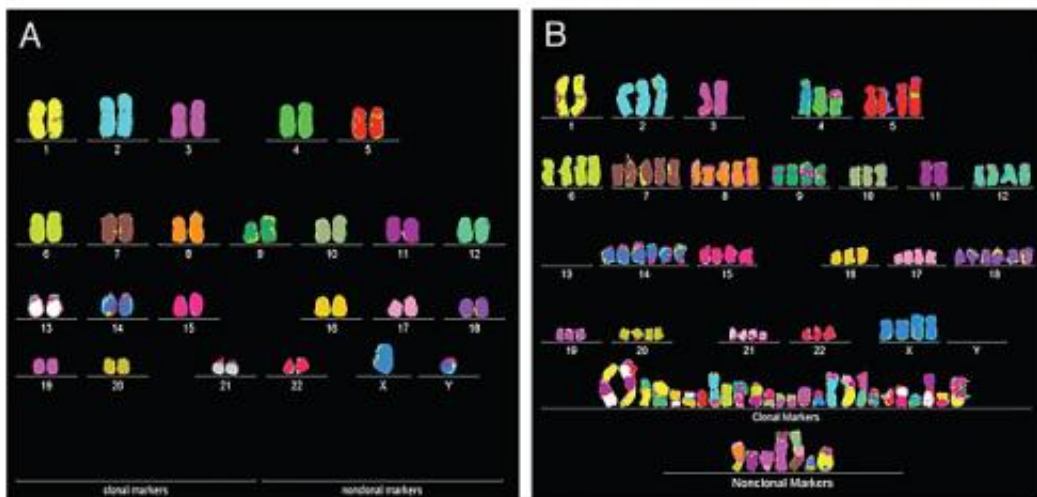 A
1 2 3 4 5
6 7 8 9 10 11 12
13 14 15 16 17 18
19 20 21 22 X Y
clonal markers nonclonal markers
B
1 2 3 4 5
6 7 8 9 10 11 12
13 14 15 16 17 18
19 20 21 22 X Y
Clonal Markers
Nonclonal Markers